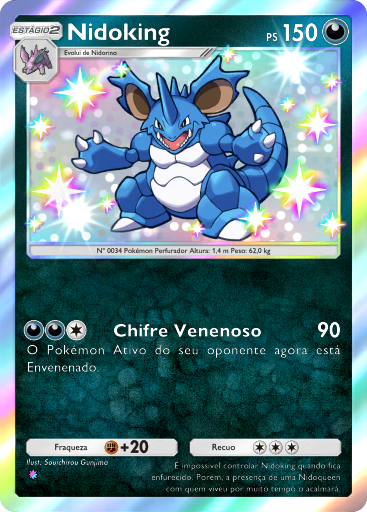 ESTÁGIO 2
Nidoking
PS 150
Evolui de Nidorino
Nº 0034 Pokémon Perfurador Altura: 1,4 m Peso: 62,0 kg
Chifre Venenoso 90
O Pokémon Ativo do seu oponente agora está
Envenenado.
Fraqueza +20
Recuo
Ilust. Souichirou Gunjima
É impossível controlar Nidoking quando fica
enfurecido. Porém, a presença de uma Nidoqueen
com quem viveu por muito tempo o acalmará.